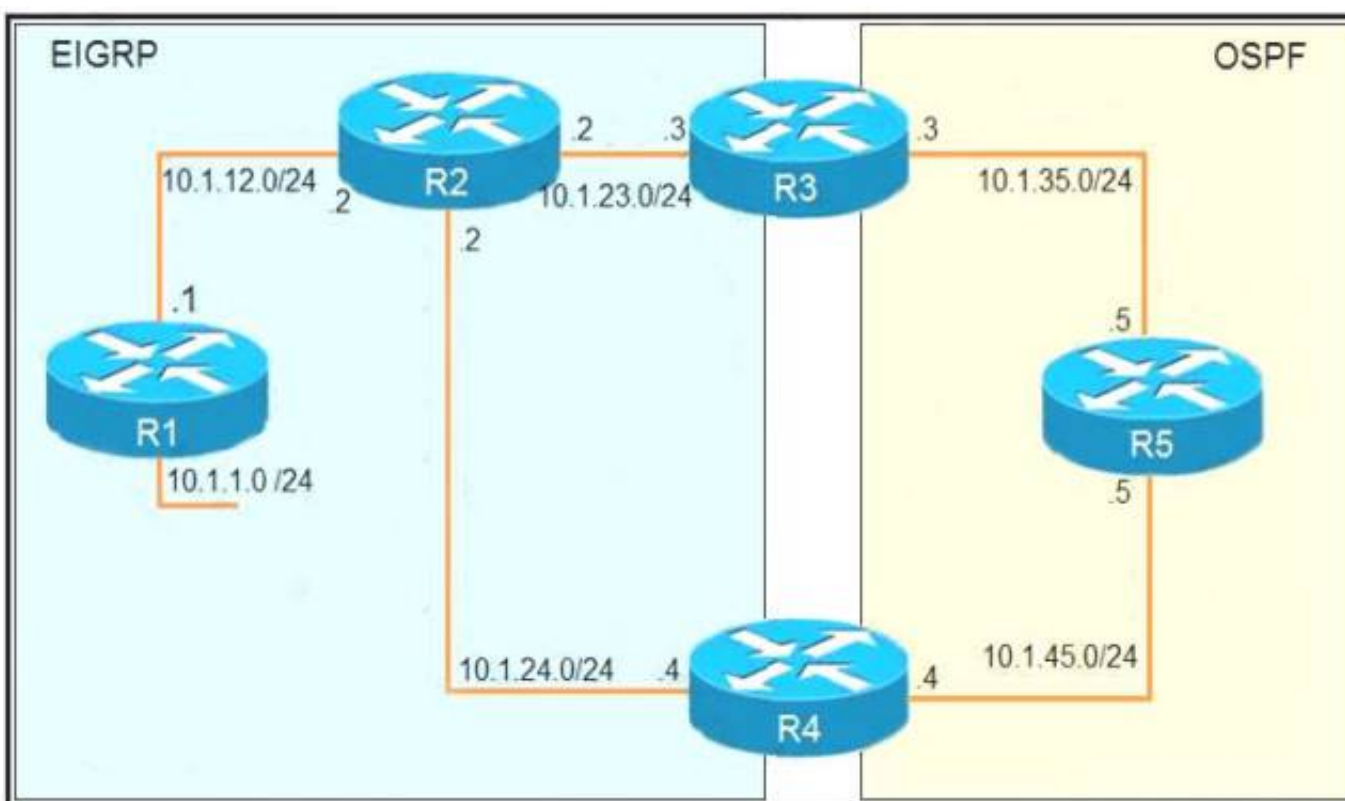 EIGRP
OSPF
.2
.3
.3
R2
R3
10.1.12.0/24
10.1.23.0/24
10.1.35.0/24
.2
.2
.1
.5
R1
R5
10.1.1.0 /24
.5
10.1.24.0/24
.4
10.1.45.0/24
.4
R4